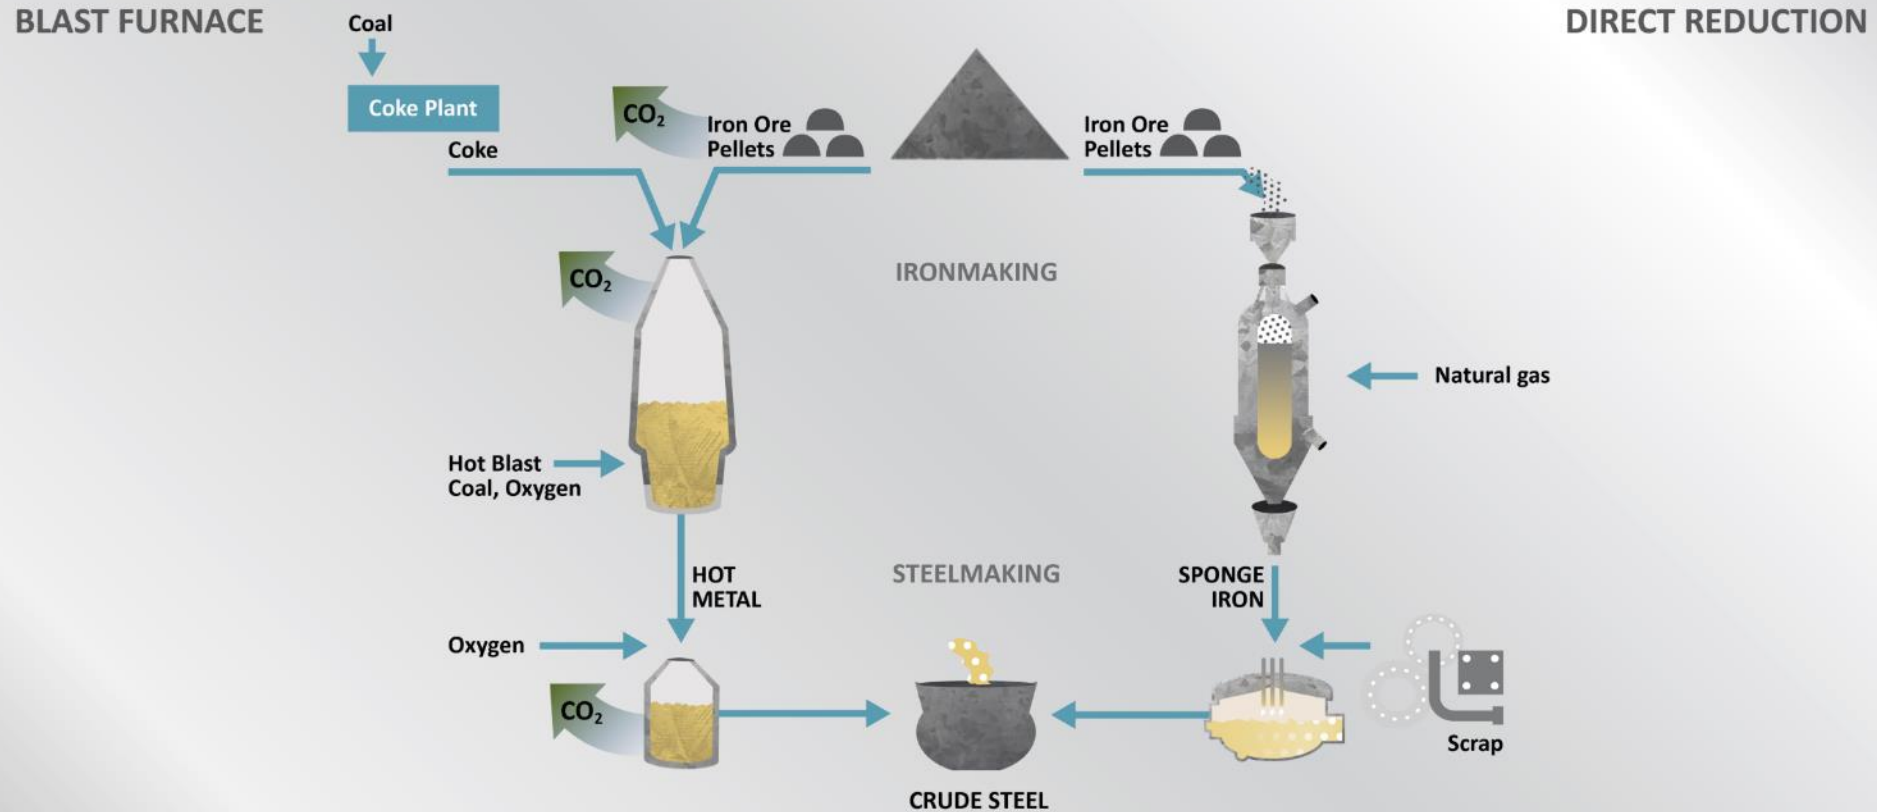 BLAST FURNACE
DIRECT REDUCTION
Coal
Coke Plant
Coke
CO₂
Iron Ore
Pellets
Iron Ore
Pellets
CO₂
IRONMAKING
Natural gas
Hot Blast
Coal, Oxygen
HOT
METAL
STEELMAKING
SPONGE
IRON
Oxygen
CO₂
Scrap
CRUDE STEEL